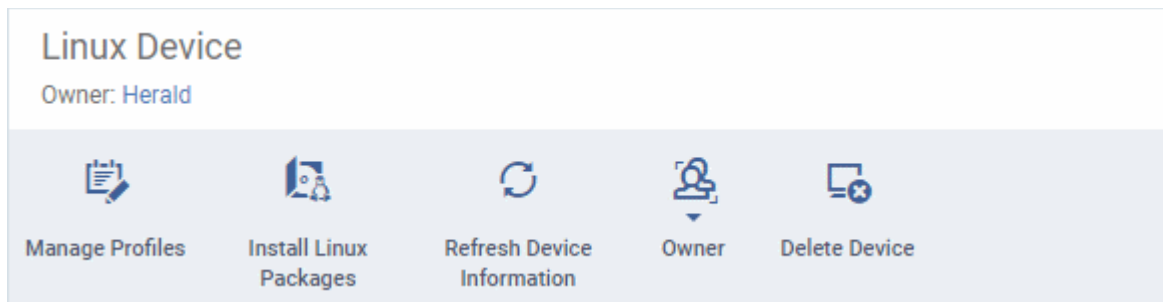 Linux Device
Owner: Herald
Manage Profiles
Install Linux
Packages
Refresh Device
Information
Owner
Delete Device